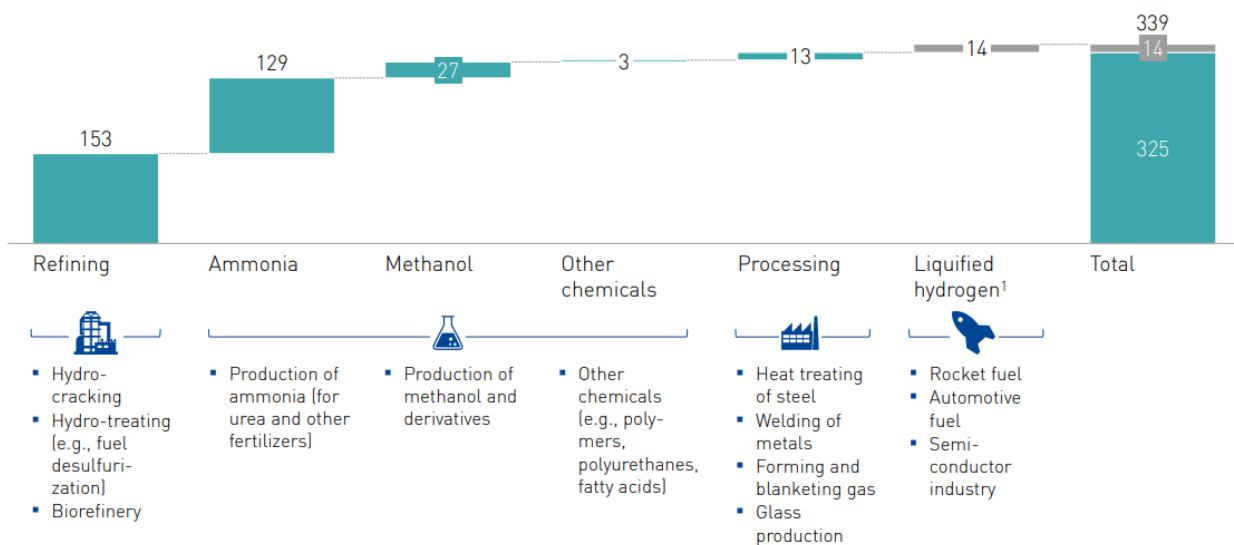 153
129
27
3
13
14
339
14
325
Refining
Ammonia
Methanol
Other
chemicals
Processing
Liquified
hydrogen¹
Total
▪ Hydro-
cracking
▪ Hydro-treating
(e.g., fuel
desulfuri-
zation)
▪ Biorefinery
▪ Production of
ammonia (for
urea and other
fertilizers)
▪ Production of
methanol and
derivatives
▪ Other
chemicals
(e.g., poly-
mers,
polyurethanes,
fatty acids)
▪ Heat treating
of steel
▪ Welding of
metals
▪ Forming and
blanketing gas
▪ Glass
production
▪ Rocket fuel
▪ Automotive
fuel
▪ Semi-
conductor
industry